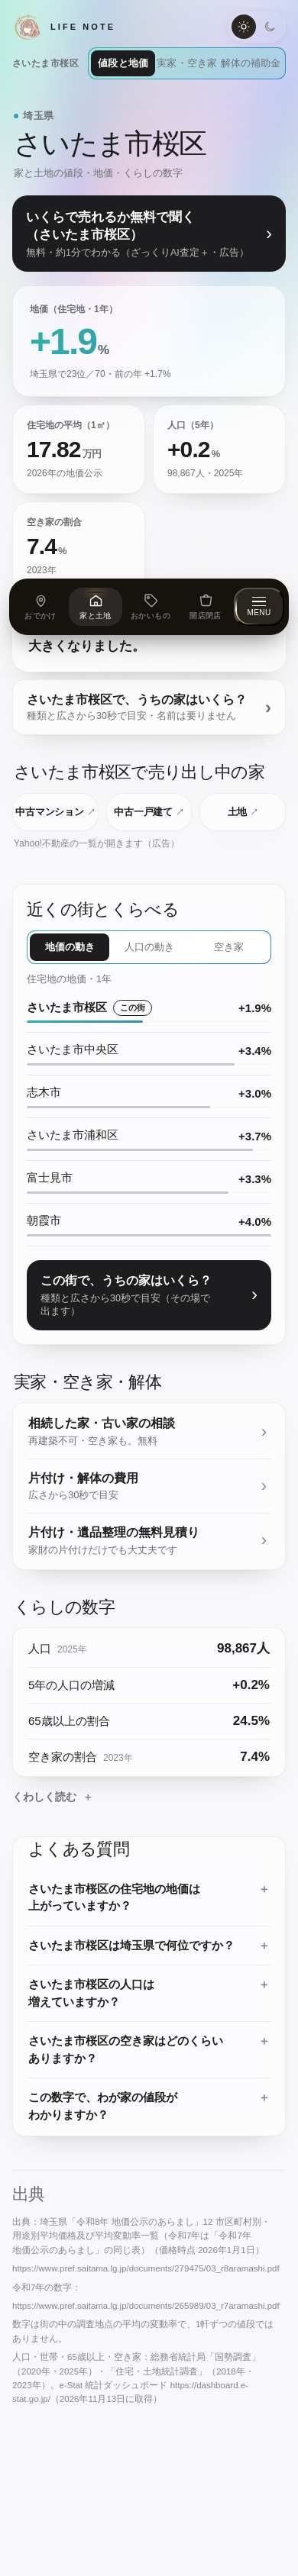 LIFE NOTE
さいたま市桜区
値段と地価
実家・空き家
解体の補助金
埼玉県
さいたま市桜区
家と土地の値段・地価・くらしの数字
いくらで売れるか無料で聞く
（さいたま市桜区）
無料・約1分でわかる（ざっくりAI査定＋・広告）
›
地価（住宅地・1年）
+1.9%
埼玉県で23位／70・前の年 +1.7%
住宅地の平均（1㎡）
17.82万円
2026年の地価公示
人口（5年）
+0.2%
98,867人・2025年
空き家の割合
7.4%
2023年
おでかけ
家と土地
おかいもの
開店閉店
MENU
大きくなりました。
さいたま市桜区で、うちの家はいくら？
種類と広さから30秒で目安・名前は要りません
›
さいたま市桜区で売り出し中の家
中古マンション ↗
中古一戸建て ↗
土地 ↗
Yahoo!不動産の一覧が開きます（広告）
近くの街とくらべる
地価の動き
人口の動き
空き家
住宅地の地価・1年
さいたま市桜区 この街 +1.9%
さいたま市中央区 +3.4%
志木市 +3.0%
さいたま市浦和区 +3.7%
富士見市 +3.3%
朝霞市 +4.0%
この街で、うちの家はいくら？
種類と広さから30秒で目安（その場で
出ます）
›
実家・空き家・解体
相続した家・古い家の相談
再建築不可・空き家も。無料
›
片付け・解体の費用
広さから30秒で目安
›
片付け・遺品整理の無料見積り
家財の片付けだけでも大丈夫です
›
くらしの数字
人口 2025年 98,867人
5年の人口の増減 +0.2%
65歳以上の割合 24.5%
空き家の割合 2023年 7.4%
くわしく読む ＋
よくある質問
さいたま市桜区の住宅地の地価は
上がっていますか？
＋
さいたま市桜区は埼玉県で何位ですか？ ＋
さいたま市桜区の人口は
増えていますか？
＋
さいたま市桜区の空き家はどのくらい
ありますか？
＋
この数字で、わが家の値段が
わかりますか？
＋
出典
出典：埼玉県「令和8年 地価公示のあらまし」12 市区町村別・
用途別平均価格及び平均変動率一覧（令和7年は「令和7年
地価公示のあらまし」の同じ表）（価格時点 2026年1月1日）
https://www.pref.saitama.lg.jp/documents/279475/03_r8aramashi.pdf
令和7年の数字：
https://www.pref.saitama.lg.jp/documents/265989/03_r7aramashi.pdf
数字は街の中の調査地点の平均の変動率で、1軒ずつの値段では
ありません。
人口・世帯・65歳以上・空き家：総務省統計局「国勢調査」
（2020年・2025年）・「住宅・土地統計調査」（2018年・
2023年）。e-Stat 統計ダッシュボード https://dashboard.e-
stat.go.jp/（2026年11月13日に取得）